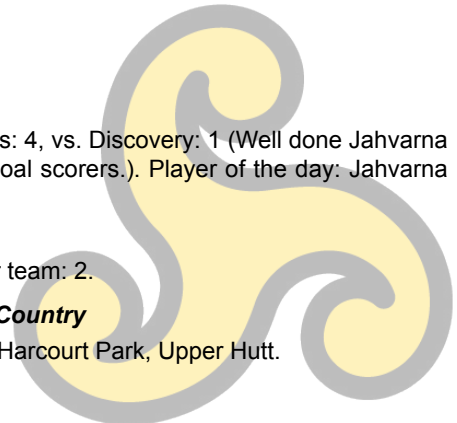 s: 4, vs. Discovery: 1 (Well done Jahvarna
oal scorers.). Player of the day: Jahvarna
team: 2.
Country
Harcourt Park, Upper Hutt.